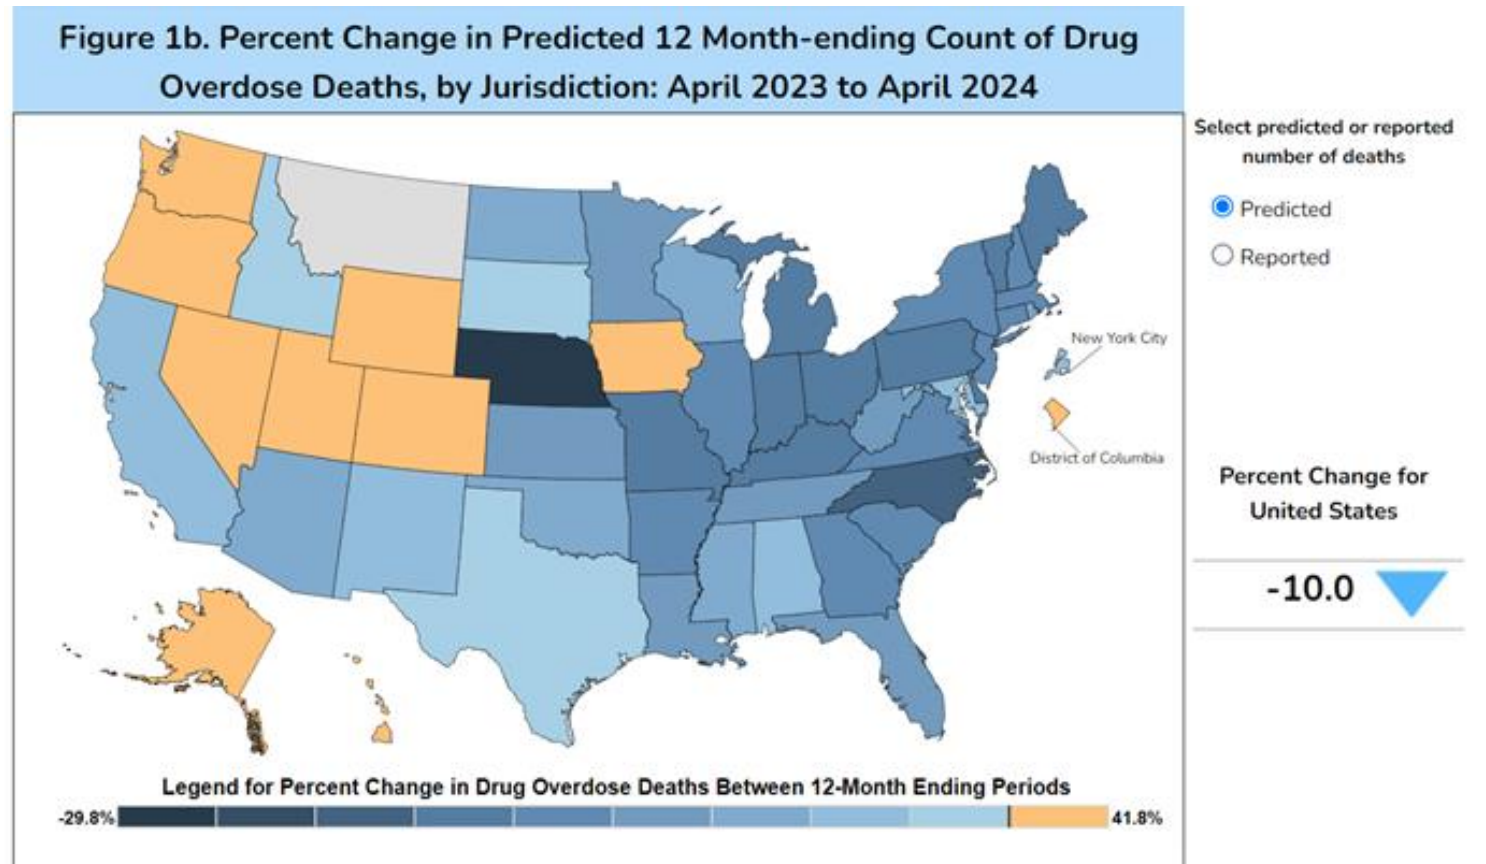 Figure 1b. Percent Change in Predicted 12 Month-ending Count of Drug
Overdose Deaths, by Jurisdiction: April 2023 to April 2024
Select predicted or reported
number of deaths
Predicted
Reported
New York City
District of Columbia
Percent Change for
United States
-10.0
Legend for Percent Change in Drug Overdose Deaths Between 12-Month Ending Periods
-29.8%
41.8%